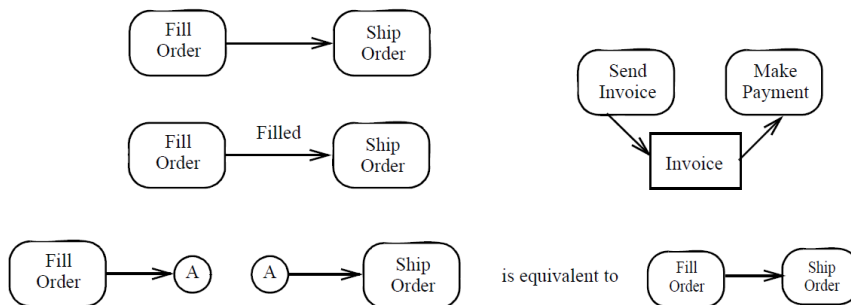 Fill
Order
Ship
Order
Send
Invoice
Make
Payment
Invoice
Fill
Order
Filled
Ship
Order
Fill
Order
A
A
Ship
Order
is equivalent to
Fill
Order
Ship
Order